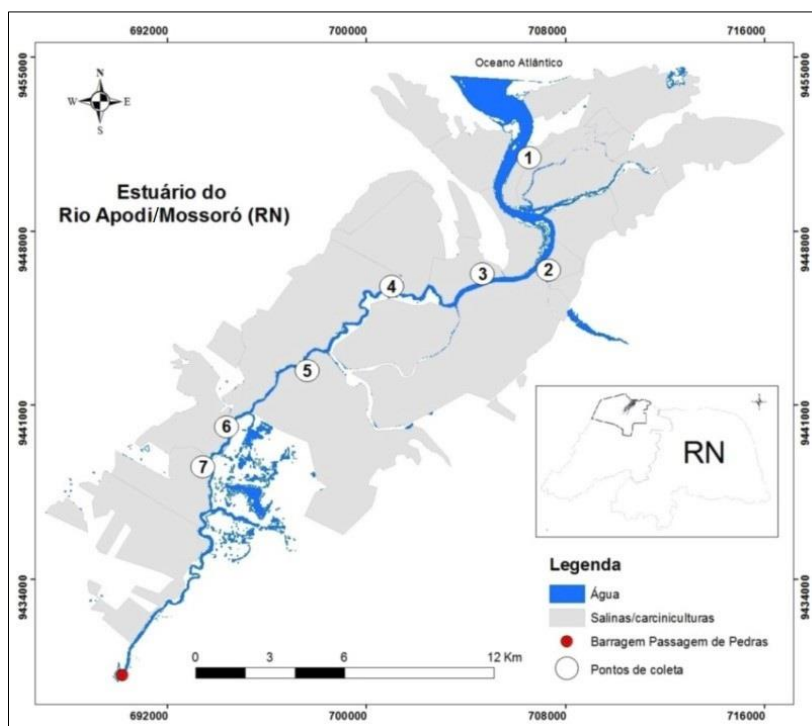 692000 700000 708000 716000
9455000 9455000
Oceano Atlântico
N
W E
S
1
Estuário do
Rio Apodi/Mossoró (RN)
9448000 9448000
2
3
4
5
9441000 9441000
6
7
RN
Legenda
Água
Salinas/carciniculturas
Barragem Passagem de Pedras
Pontos de coleta
9434000 9434000
0 3 6 12 Km
692000 700000 708000 716000